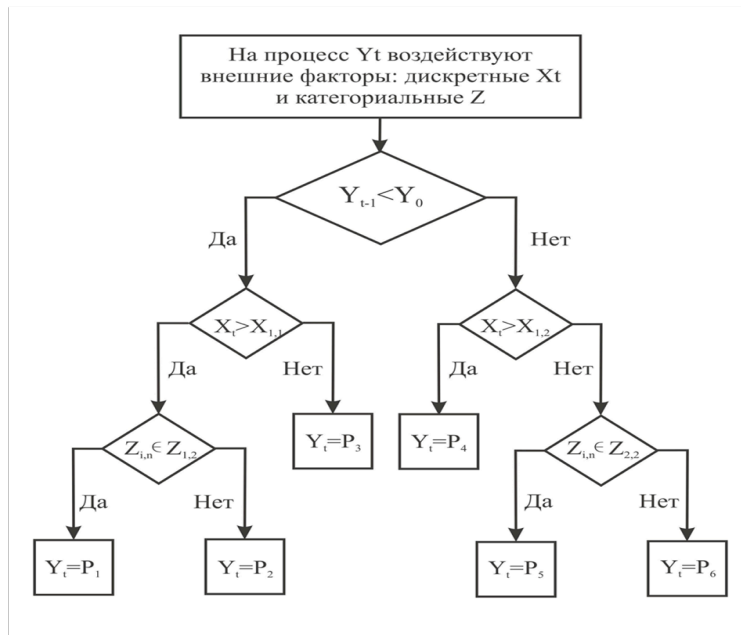 На процесс Yt воздействуют
внешние факторы: дискретные Xt
и категориальные Z
Yt-1<Y0
Да
Нет
Xt>X1,1
Xt>X1,2
Да
Нет
Да
Нет
Zi,n∈Z1,2
Yt=P3
Yt=P4
Zi,n∈Z2,2
Да
Нет
Да
Нет
Yt=P1
Yt=P2
Yt=P5
Yt=P6